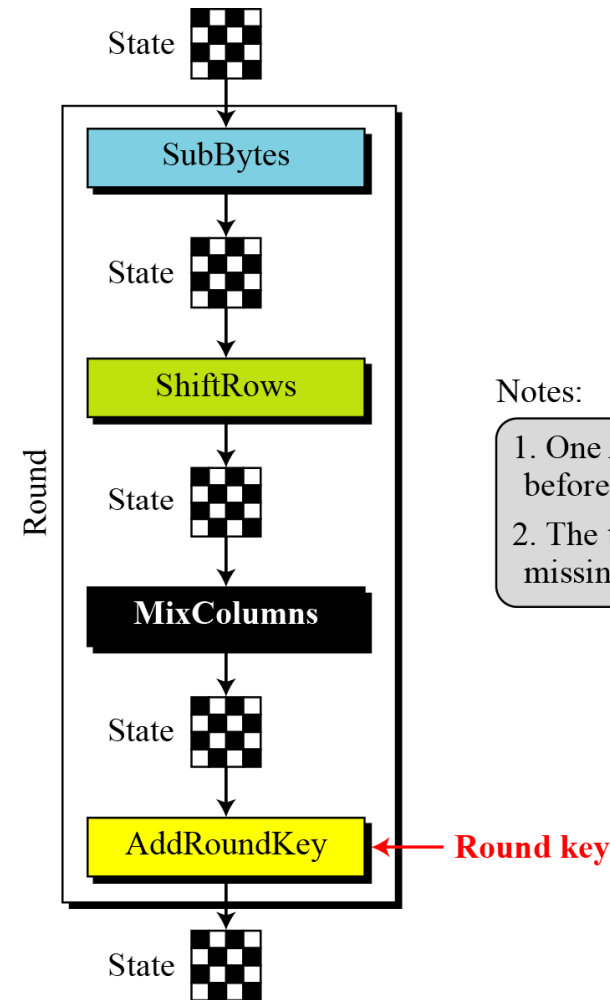 State
SubBytes
State
ShiftRows
Notes:
1. One
before
Round
State
2. The
missin
MixColumns
State
AddRoundKey
Round key
State